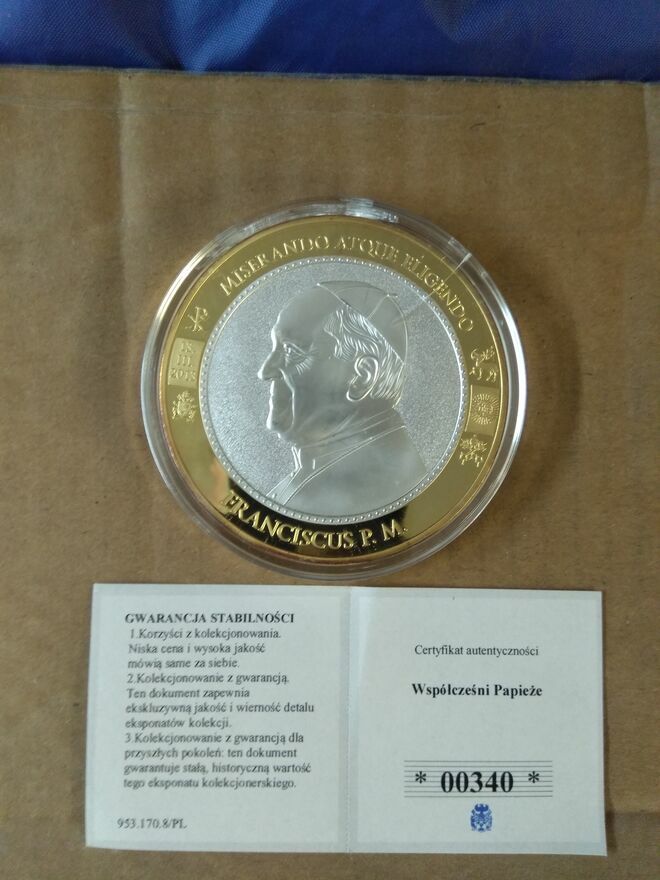 MISERANDO ATQUE ELIGENDO
13
III
2013
FRANCISCUS P. M.
GWARANCJA STABILNOŚCI
1.Korzyści z kolekcjonowania.
Niska cena i wysoka jakość
mówią same za siebie.
2.Kolekcjonowanie z gwarancją.
Ten dokument zapewnia
ekskluzywną jakość i wierność detalu
eksponatów kolekcji.
3.Kolekcjonowanie z gwarancją dla
przyszłych pokoleń: ten dokument
gwarantuje stałą, historyczną wartość
tego eksponatu kolekcjonerskiego.
953.170.8/PL
Certyfikat autentyczności
Współcześni Papieże
* 00340 *